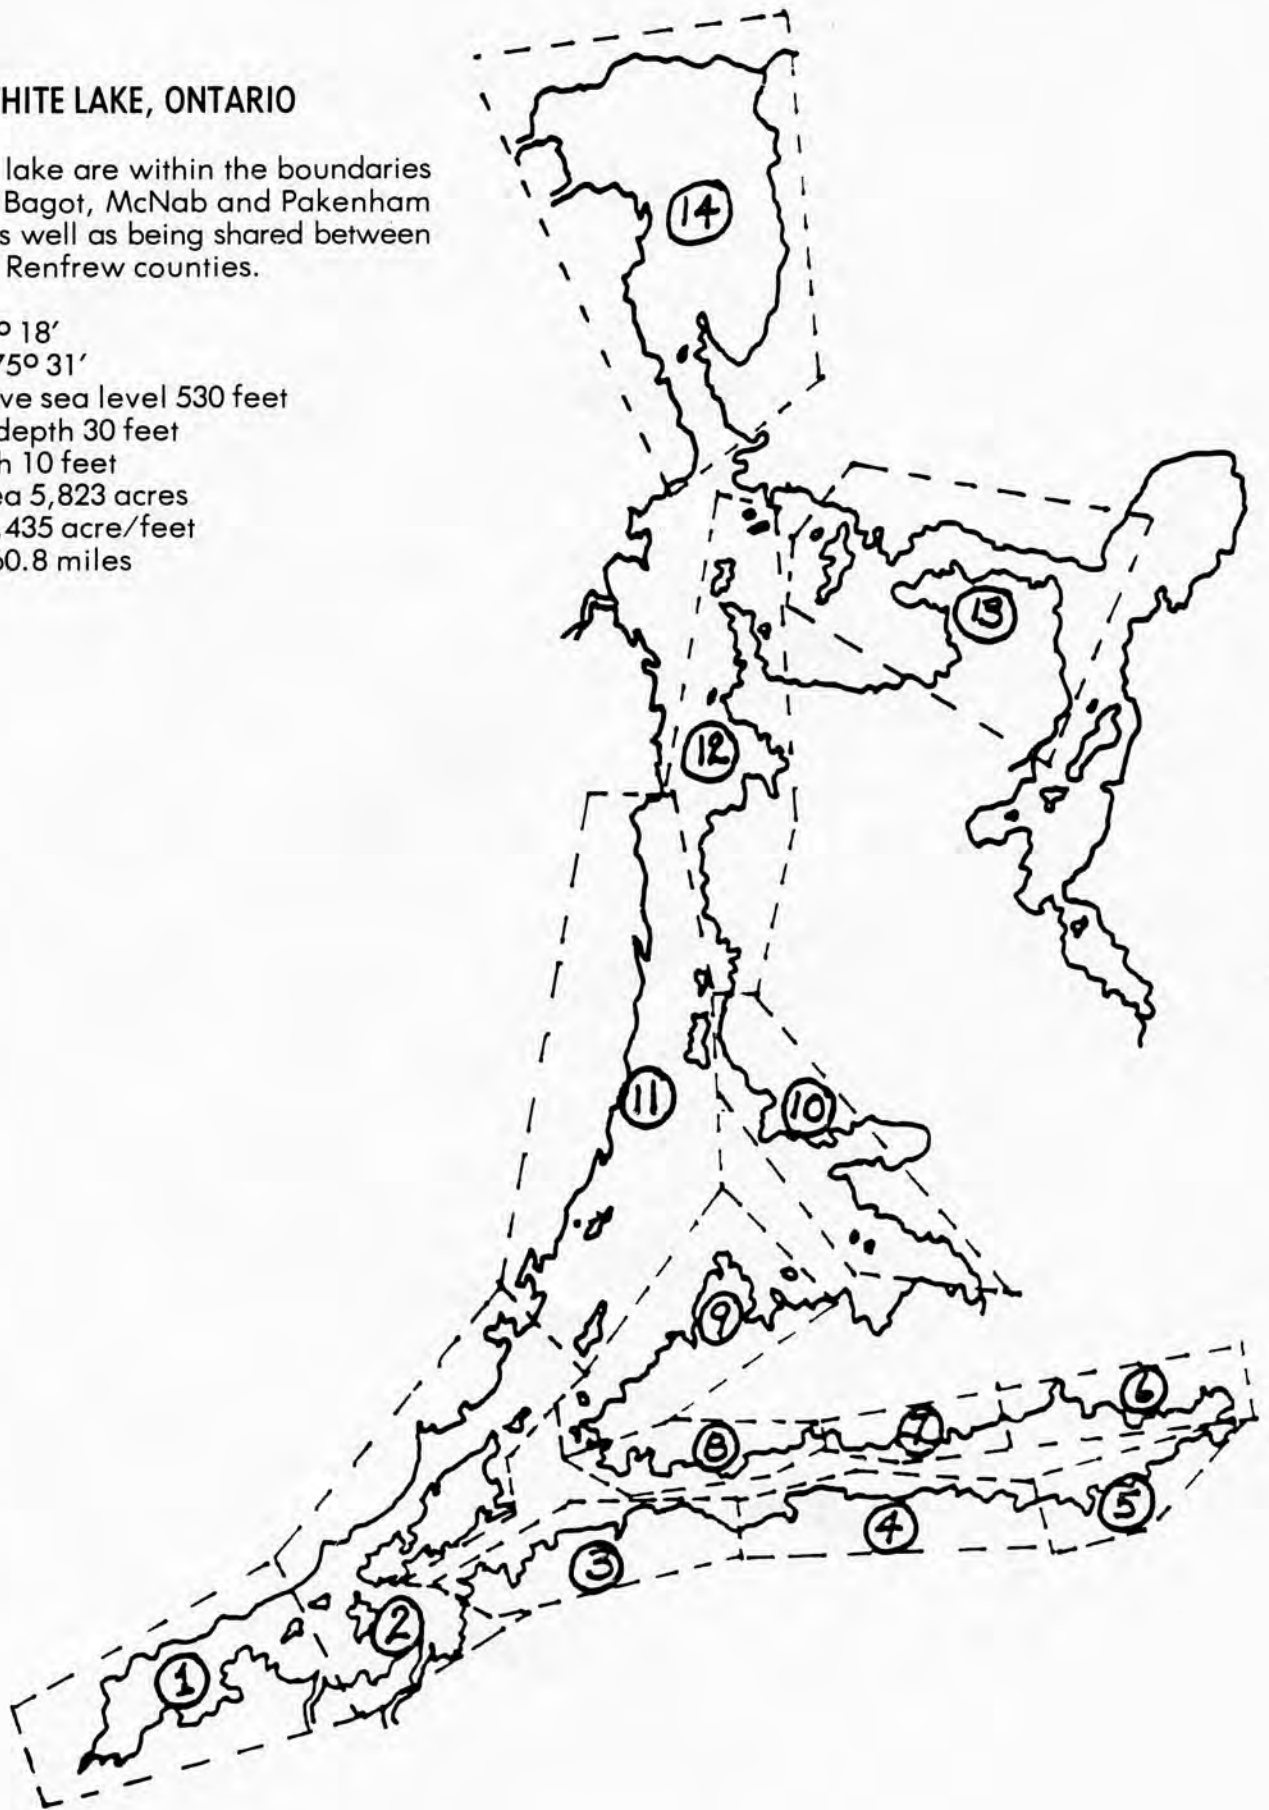 HITE LAKE, ONTARIO
lake are within the boundaries
Bagot, McNab and Pakenham
s well as being shared between
Renfrew counties.
º 18′
75º 31′
ve sea level 530 feet
depth 30 feet
h 10 feet
ea 5,823 acres
,435 acre/feet
60.8 miles
14
13
12
11
10
9
6
7
8
5
4
3
2
1